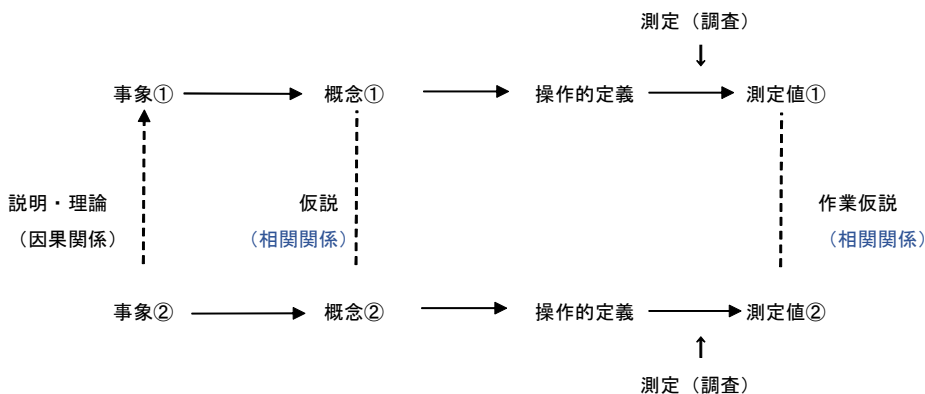 測定（調査）
事象① 概念① 操作的定義 測定値①
説明・理論 仮説 作業仮説
（因果関係） （相関関係） （相関関係）
事象② 概念② 操作的定義 測定値②
測定（調査）